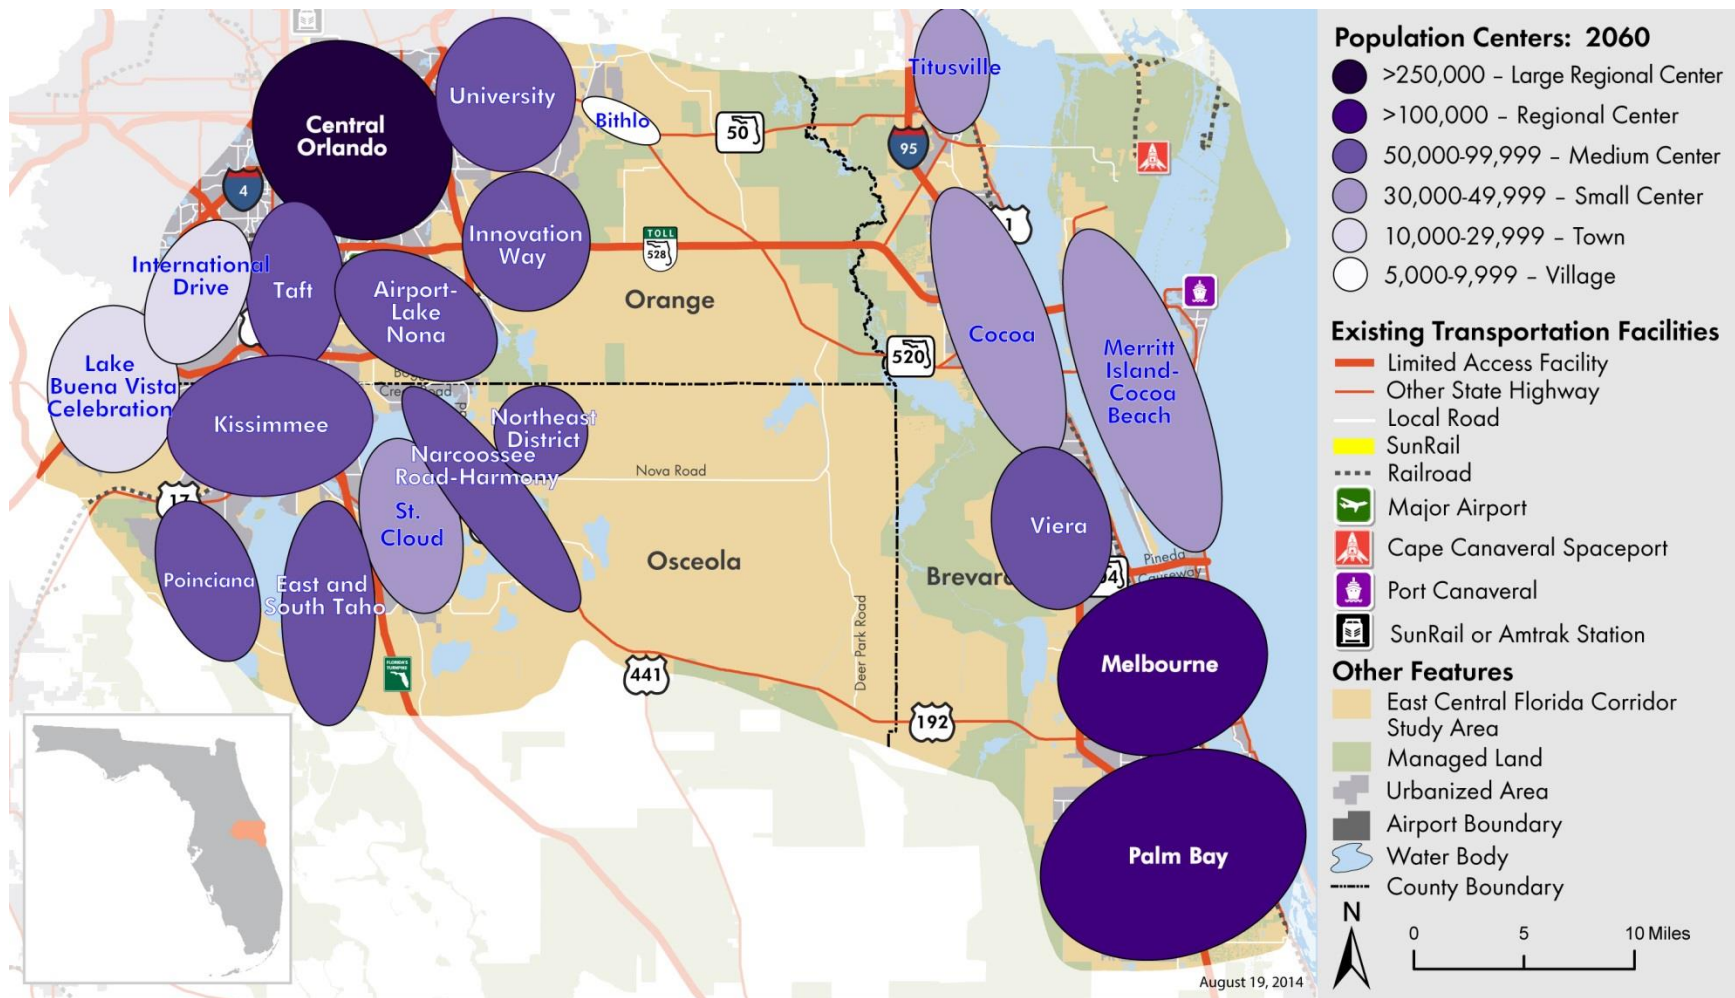 Central
Orlando
University
Bithlo
50
Titusville
95
4
1
Innovation
Way
TOLL
528
International
Drive
Taft
Airport-
Lake
Nona
Orange
Cocoa
520
Merritt
Island-
Cocoa
Beach
Lake
Buena Vista
Celebration
Kissimmee
Northeast
District
Narcoossee
Road-Harmony
Nova Road
17
St.
Cloud
Viera
Poinciana
East and
South Taho
Osceola
Brevar
Pineda
Causeway
Deer Park Road
FLORIDA'S
TURNPIKE
441
192
Melbourne
Palm Bay
August 19, 2014
Population Centers: 2060
>250,000 – Large Regional Center
>100,000 – Regional Center
50,000-99,999 – Medium Center
30,000-49,999 – Small Center
10,000-29,999 – Town
5,000-9,999 – Village
Existing Transportation Facilities
Limited Access Facility
Other State Highway
Local Road
SunRail
Railroad
Major Airport
Cape Canaveral Spaceport
Port Canaveral
SunRail or Amtrak Station
Other Features
East Central Florida Corridor
Study Area
Managed Land
Urbanized Area
Airport Boundary
Water Body
County Boundary
N
0 5 10 Miles